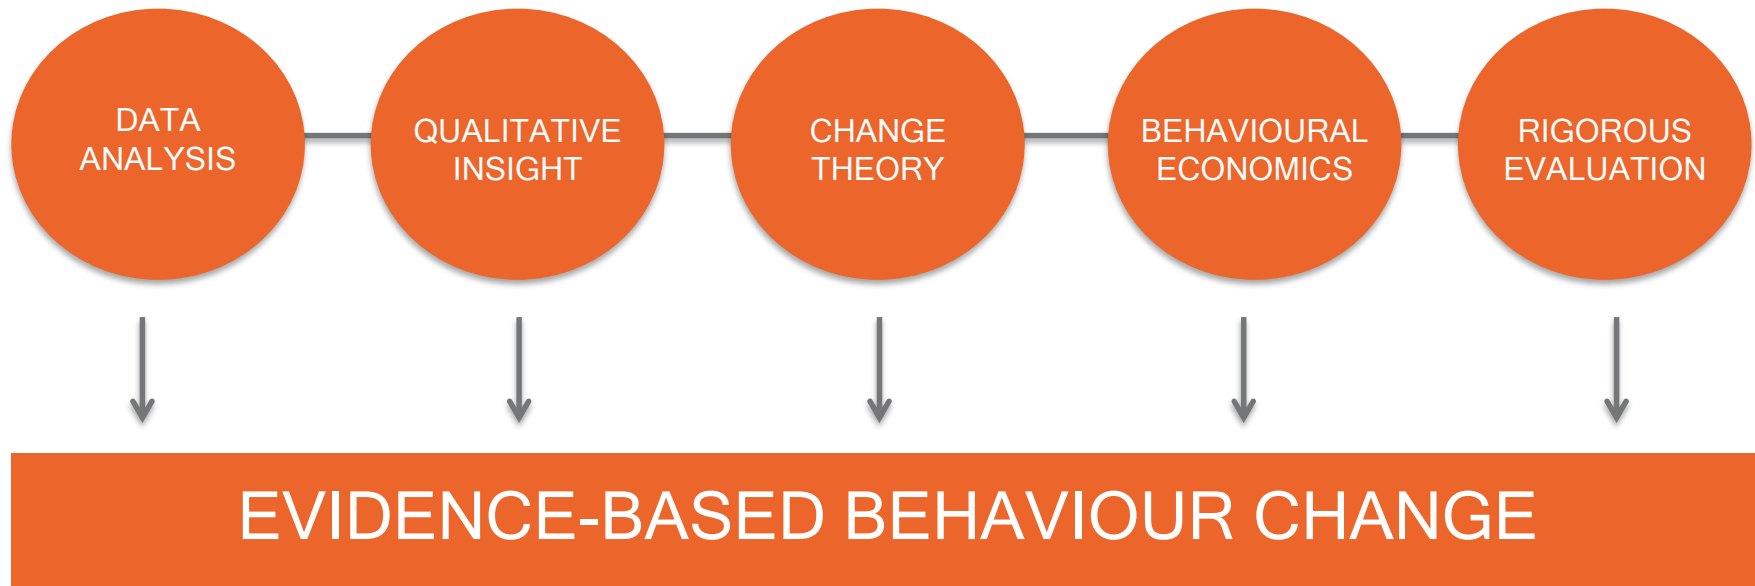 DATA
ANALYSIS
QUALITATIVE
INSIGHT
CHANGE
THEORY
BEHAVIOURAL
ECONOMICS
RIGOROUS
EVALUATION
EVIDENCE-BASED BEHAVIOUR CHANGE